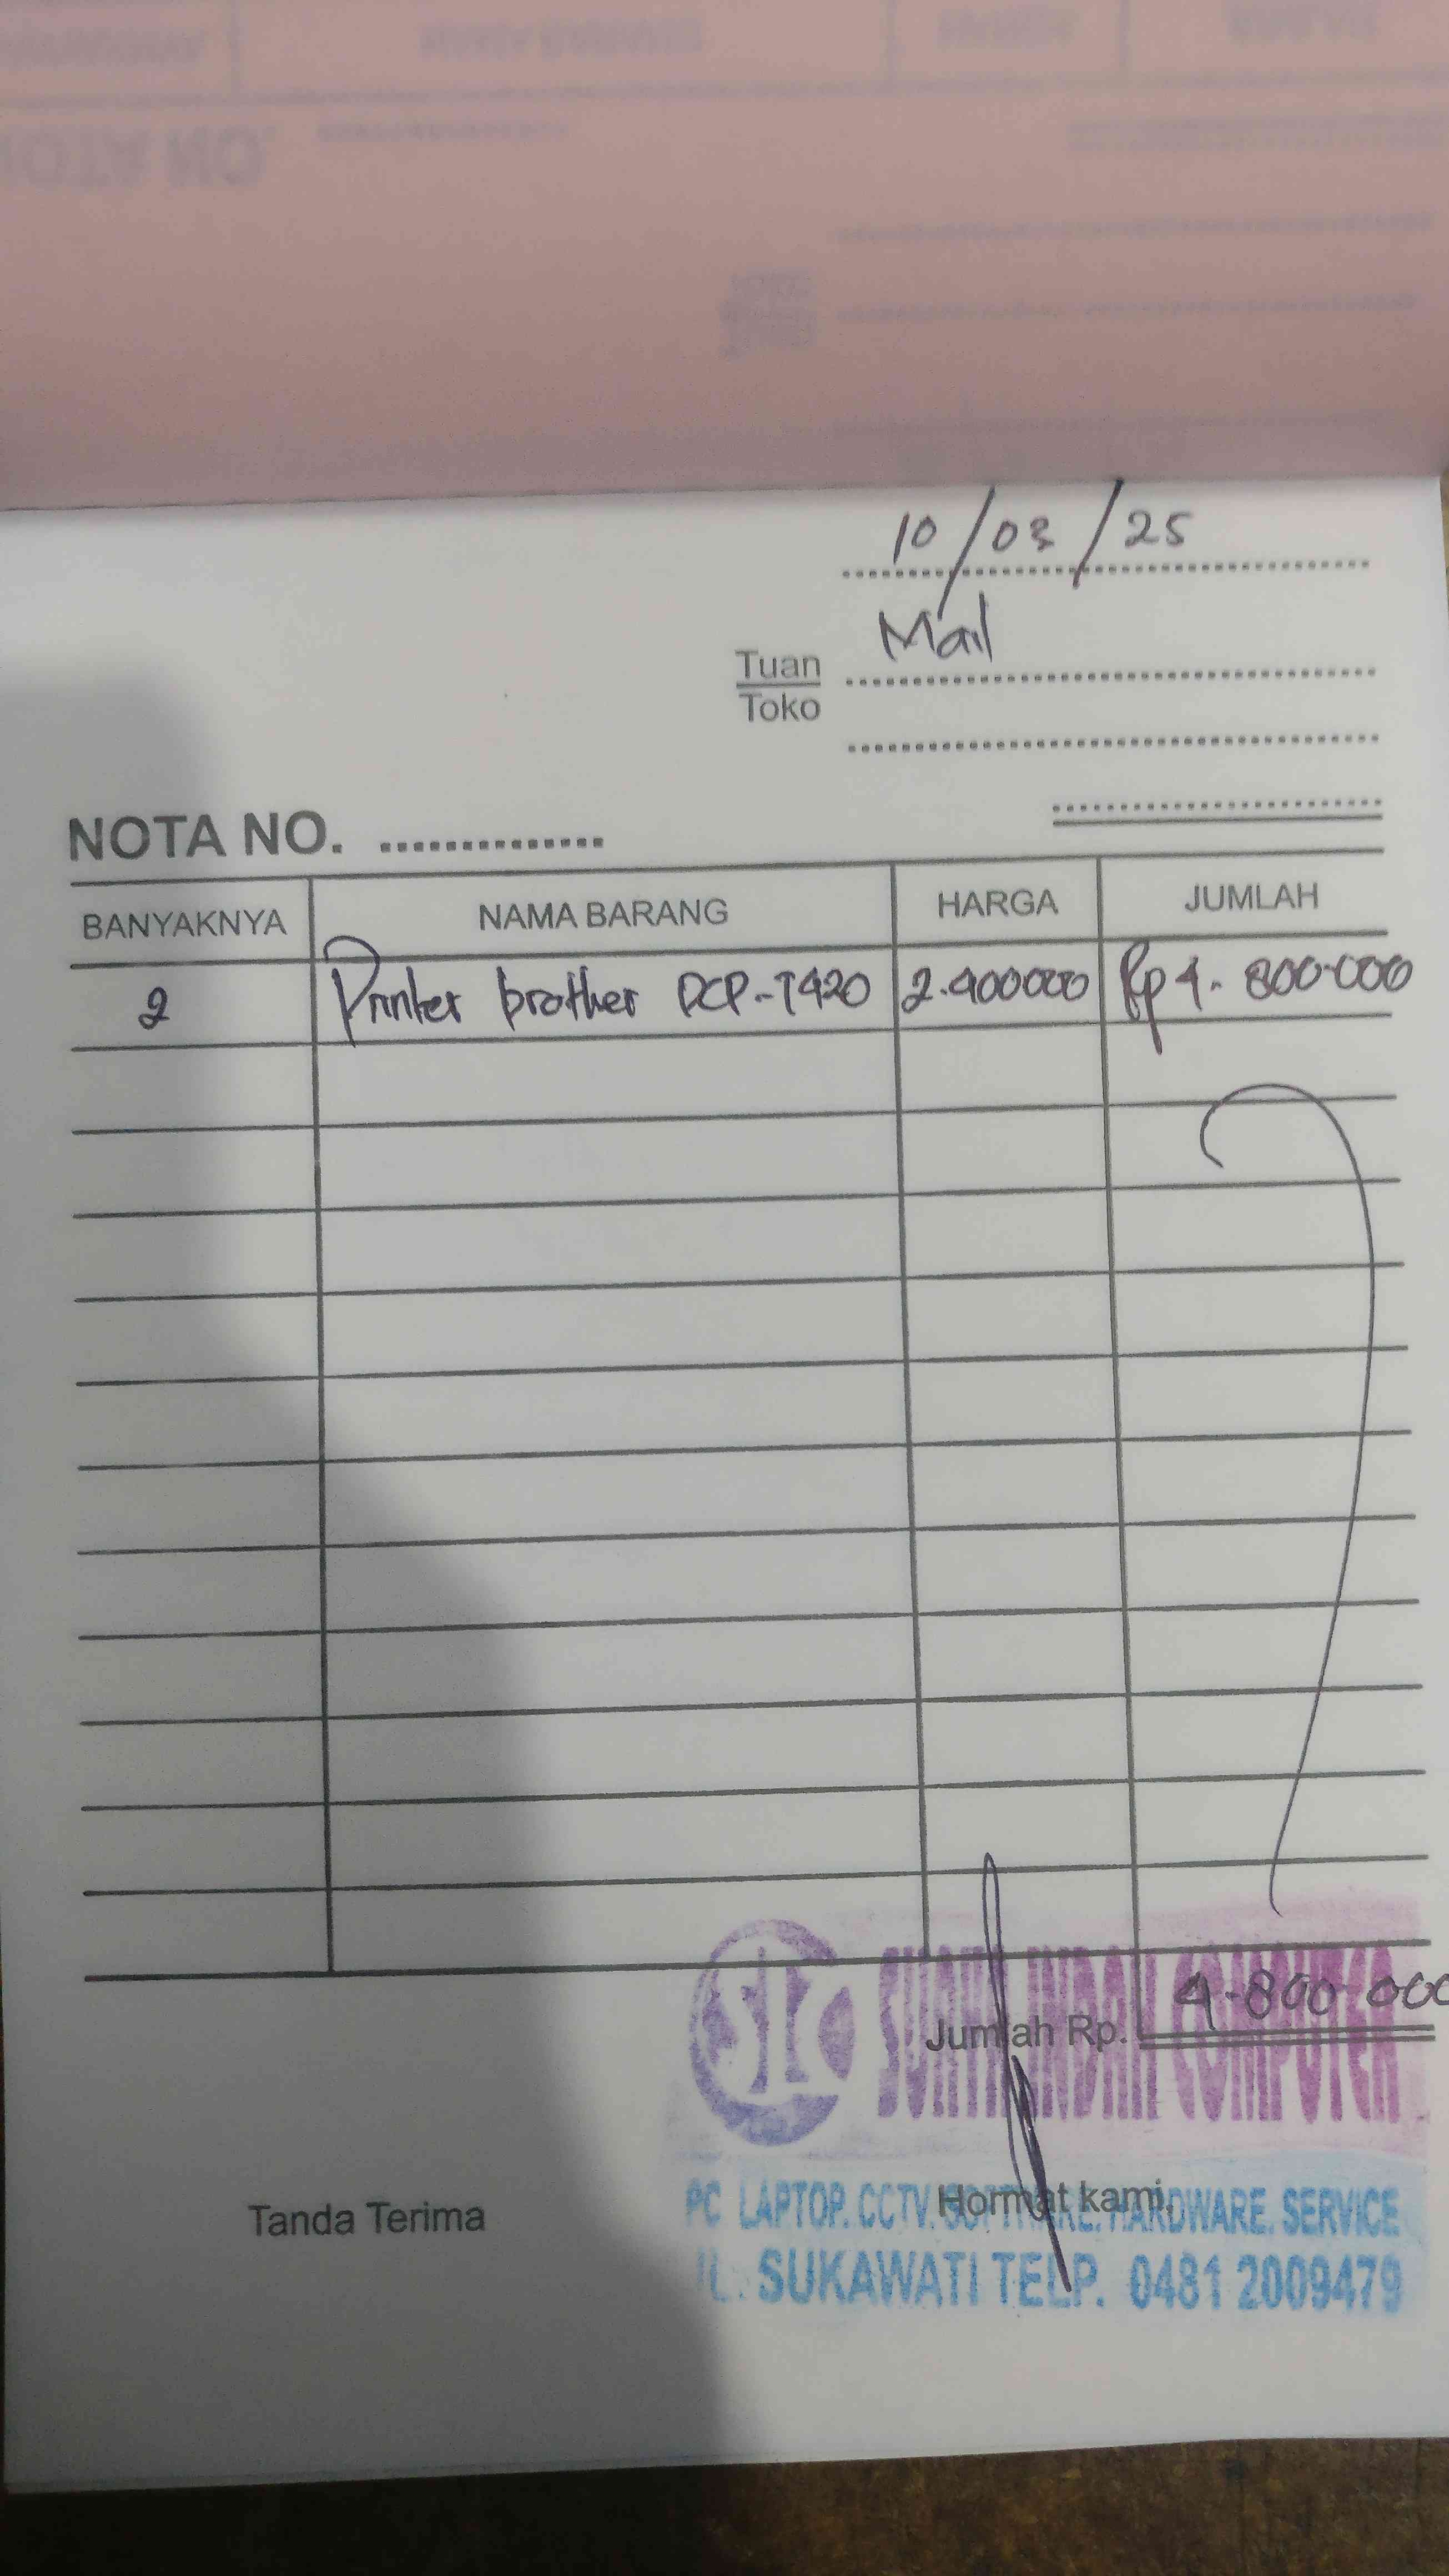 10/03/25
Mail
Tuan
Toko
NOTA NO.
BANYAKNYA NAMA BARANG HARGA JUMLAH
2 Printer brother DCP-T420 2.400000 Rp 4.800.000
Jumlah Rp. 4.800.000
SURYA INDAH COMPUTER
Tanda Terima
Hormat kami,
PC LAPTOP. CCTV. SOFTWARE. HARDWARE. SERVICE
JL. SUKAWATI TELP. 0481 2009479